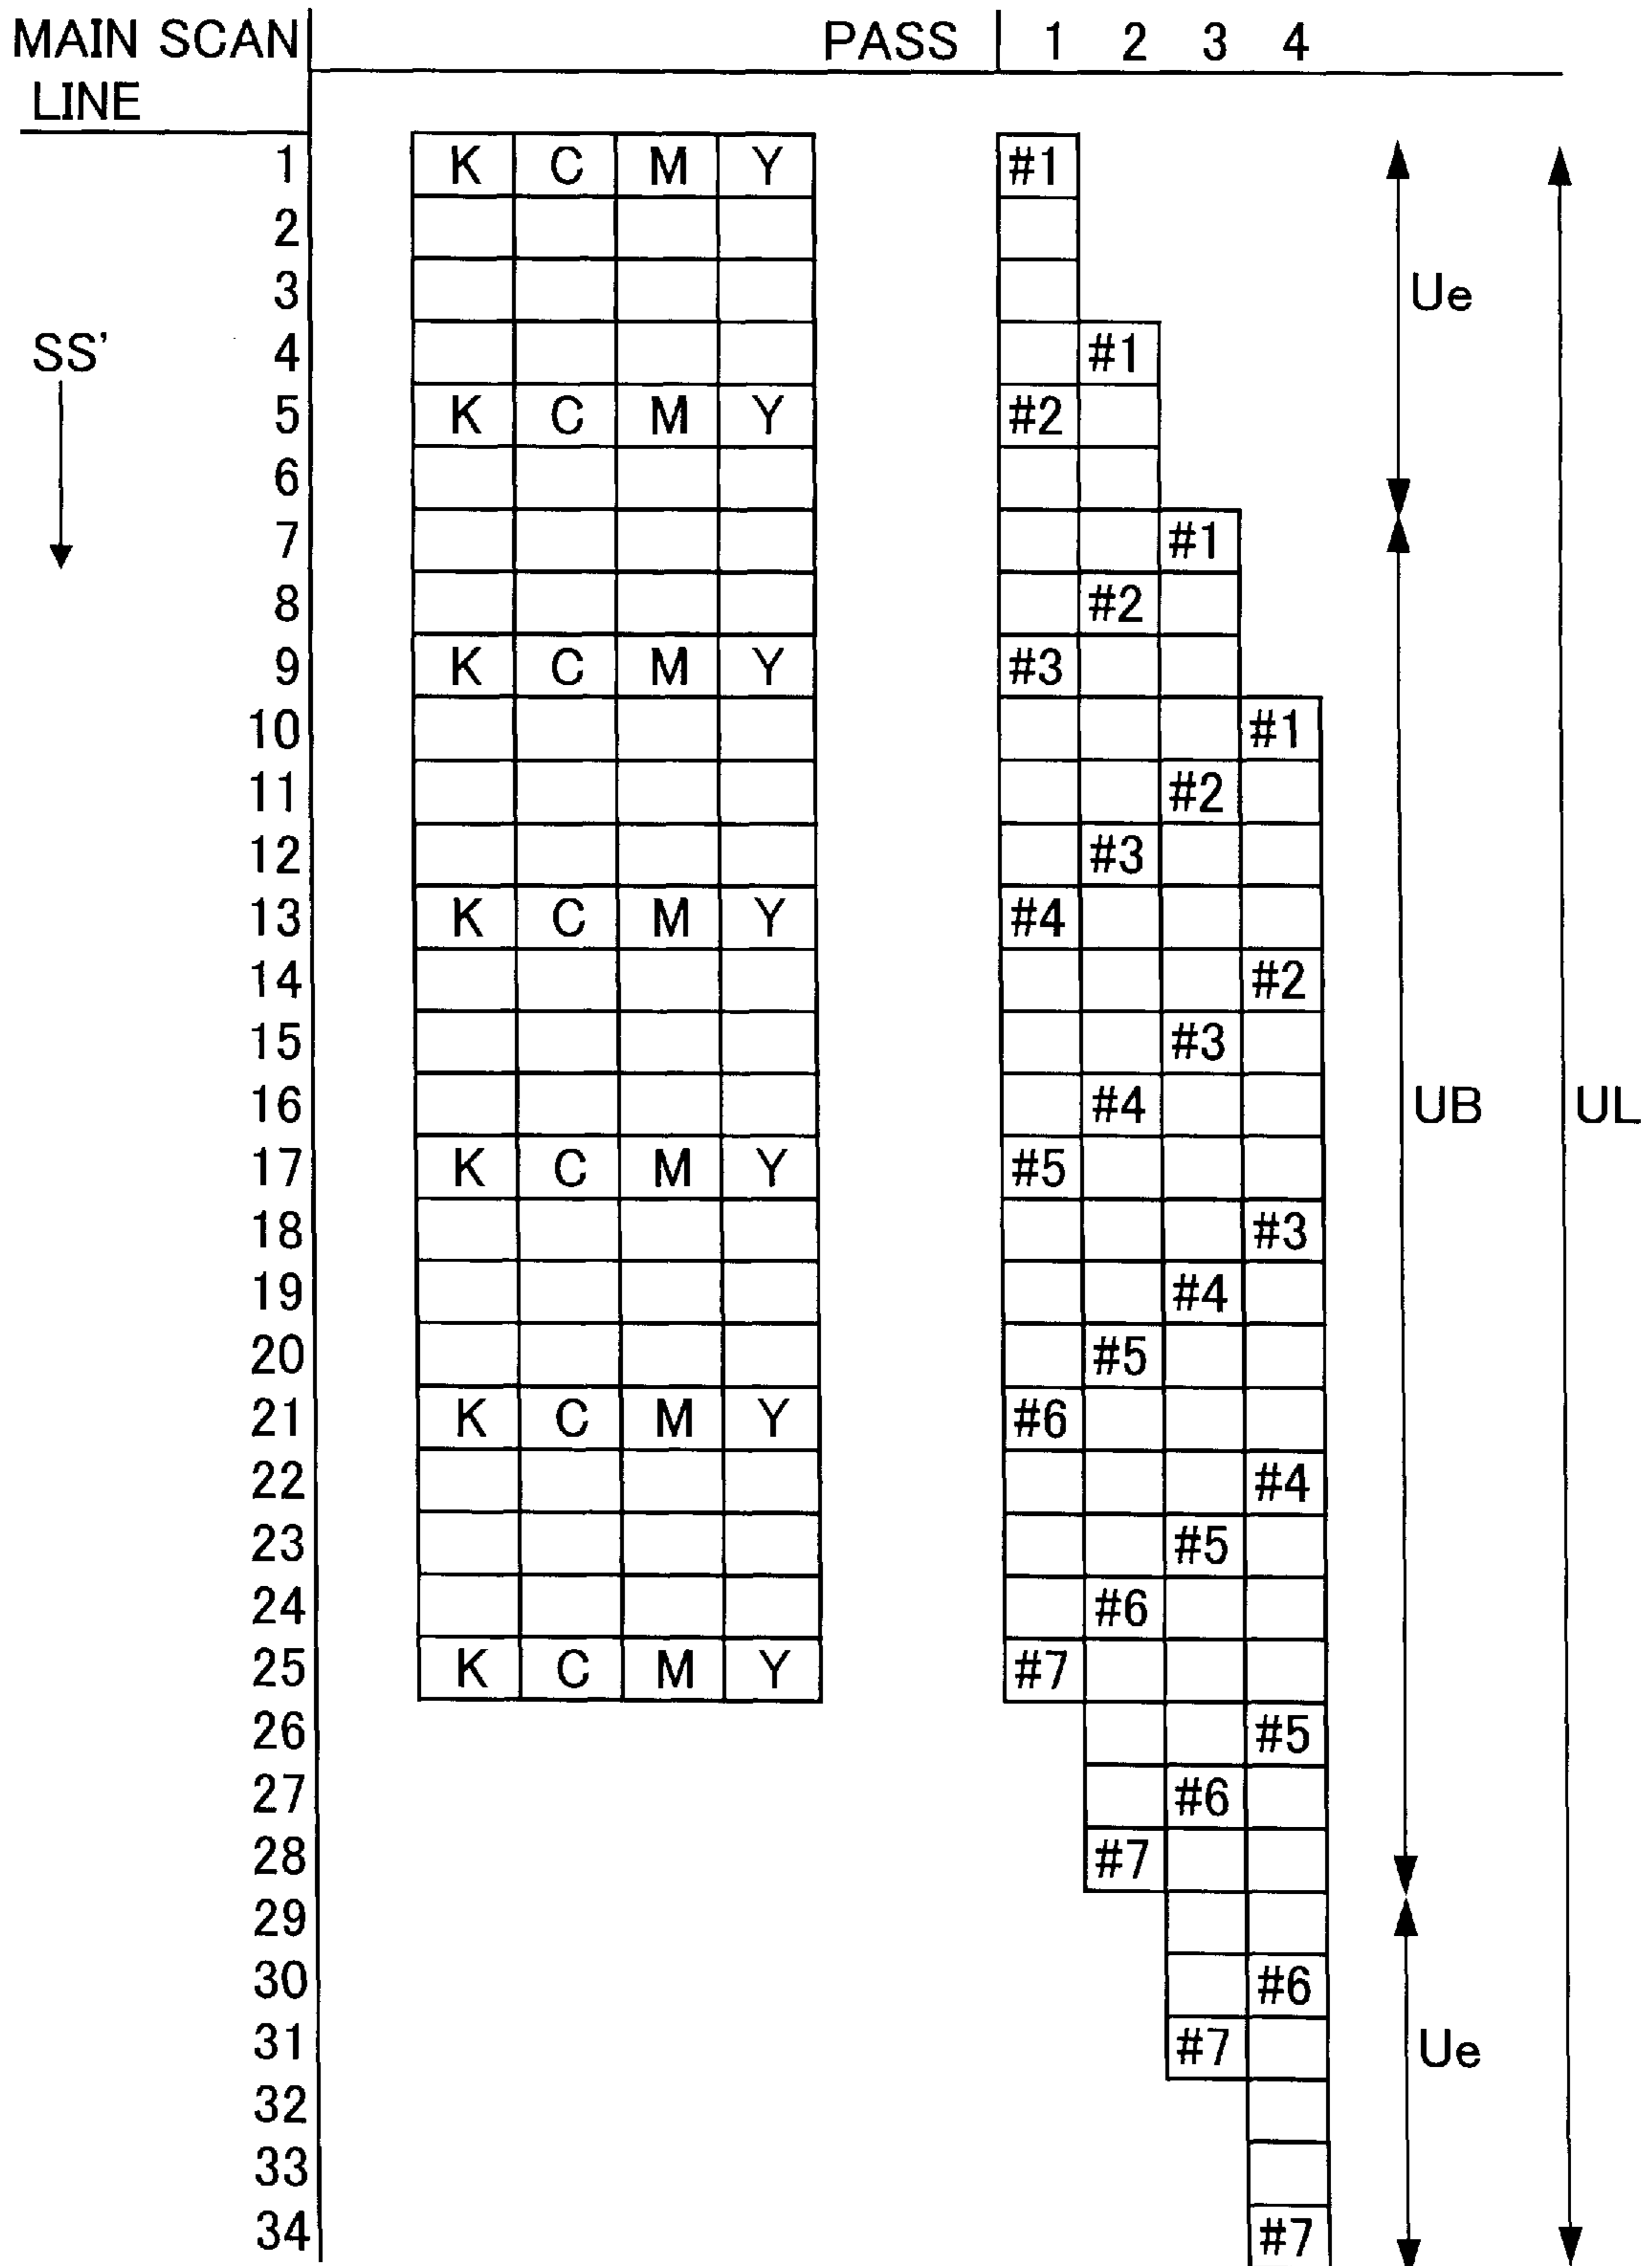 MAIN SCAN PASS 1 2 3 4
LINE
1 K C M Y #1
2
3 Ue
SS' 4 #1
5 K C M Y #2
6
7 #1
8 #2
9 K C M Y #3
10 #1
11 #2
12 #3
13 K C M Y #4
14 #2
15 #3
16 #4 UB UL
17 K C M Y #5
18 #3
19 #4
20 #5
21 K C M Y #6
22 #4
23 #5
24 #6
25 K C M Y #7
26 #5
27 #6
28 #7
29
30 #6
31 #7 Ue
32
33
34 #7